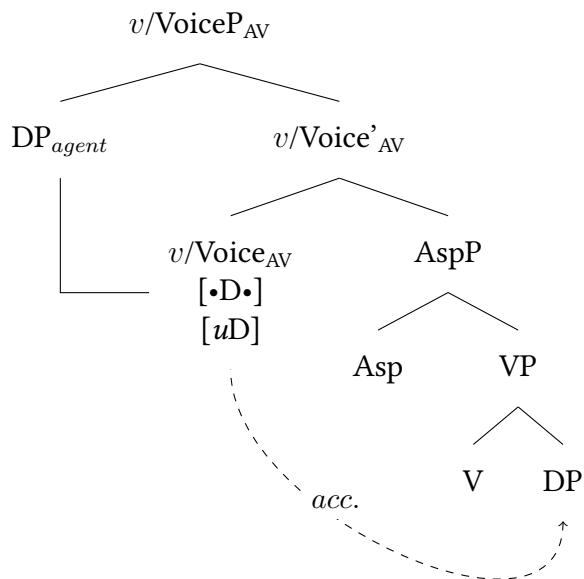 v/VoiceP_AV
DP_agent v/Voice’_AV
v/Voice_AV AspP
[•D•]
[uD]
Asp VP
V DP
acc.